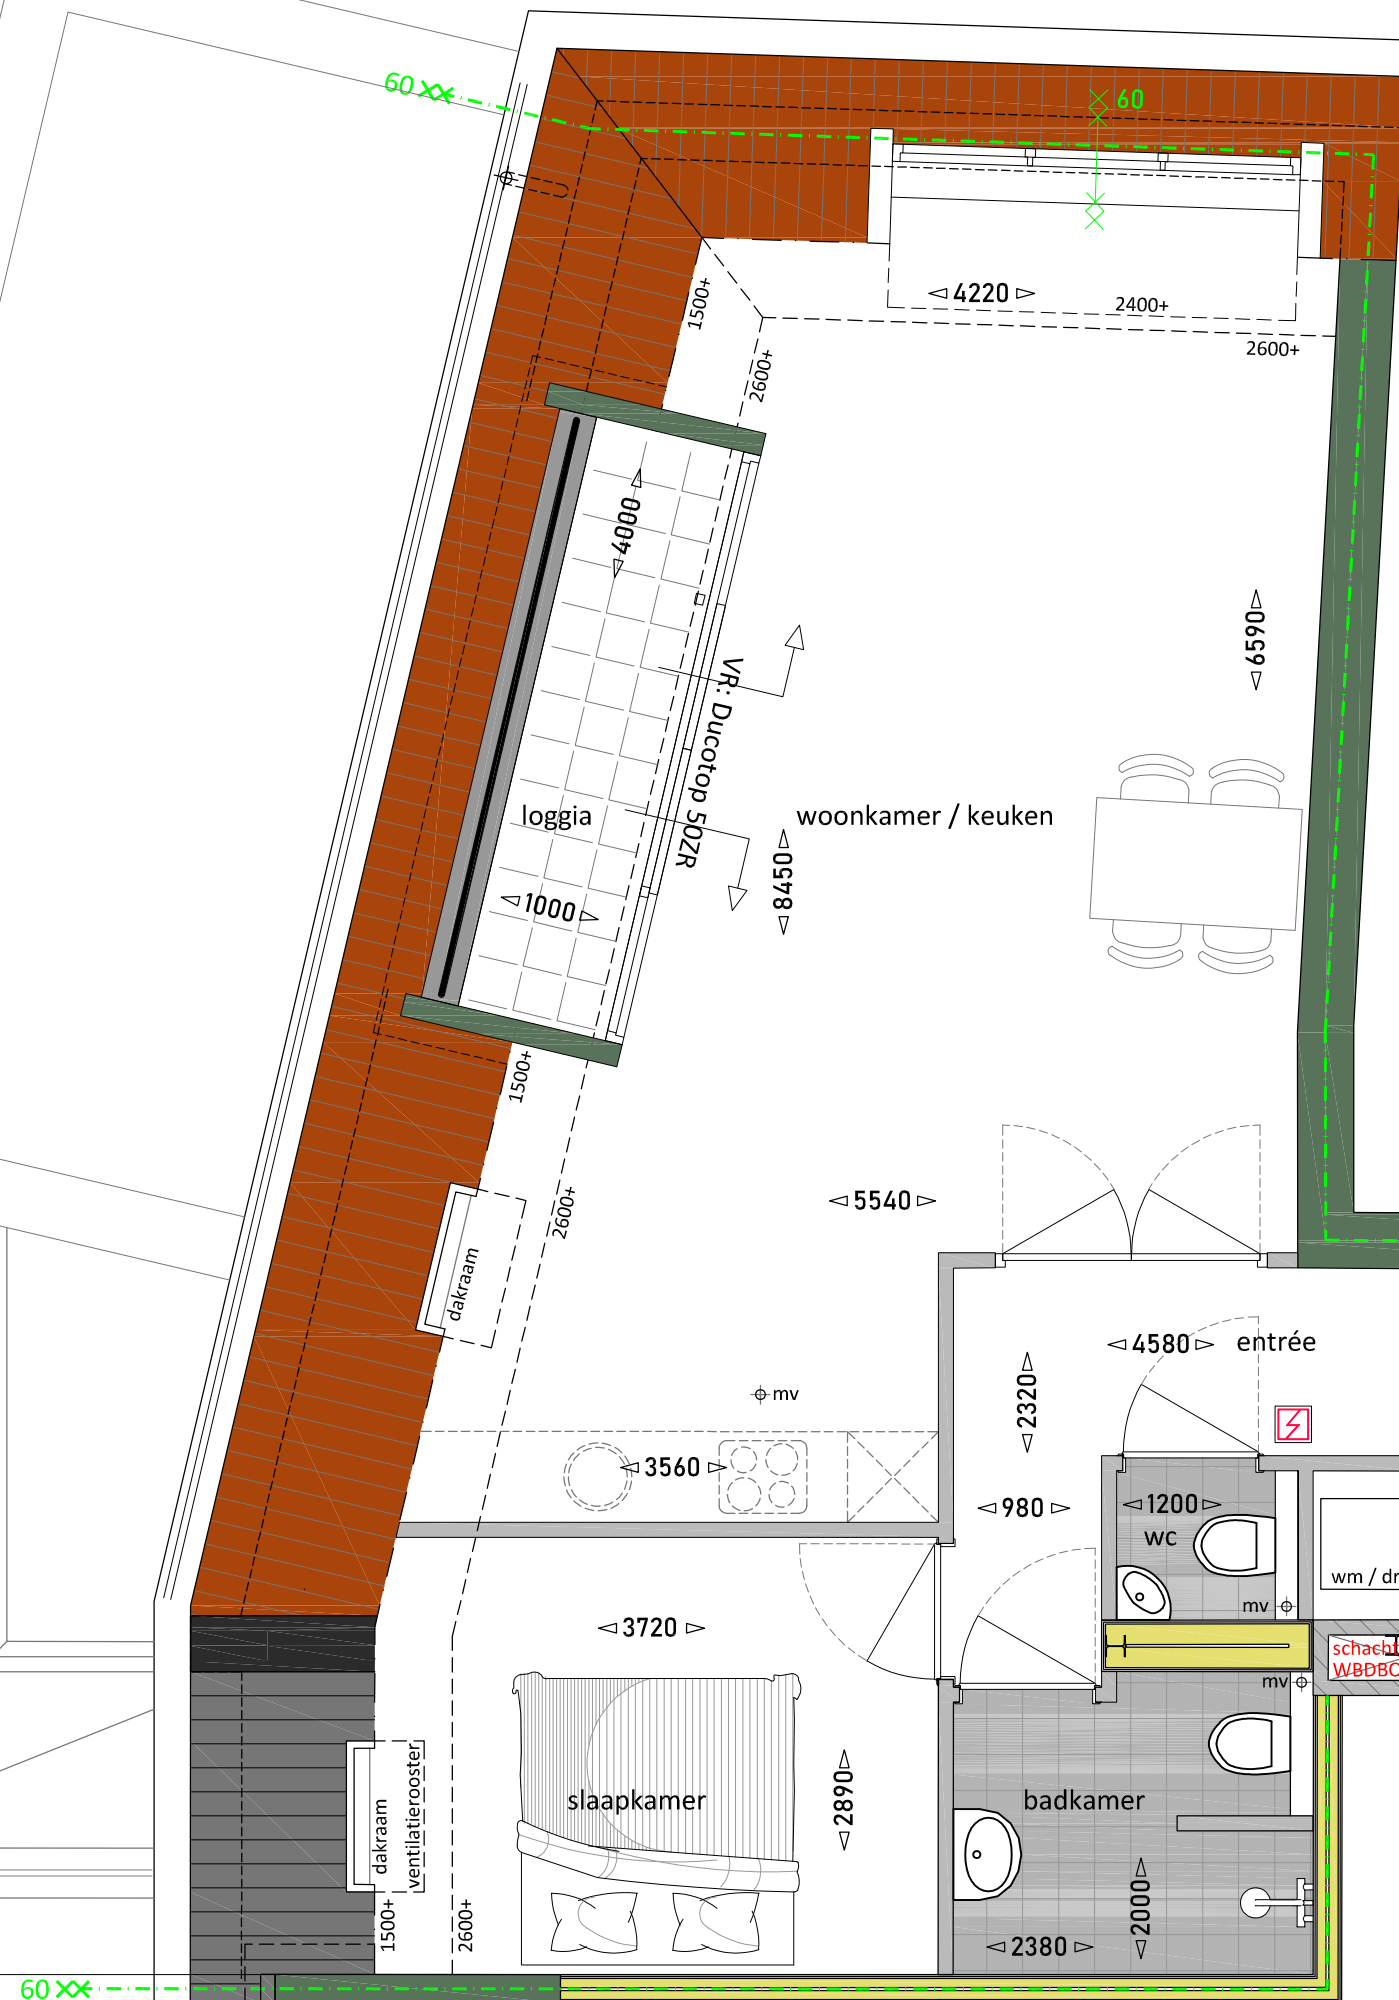 60
60
4220
2400+
2600+
1500+
2600+
4000
6590
VR: Ducotop 50ZR
loggia
woonkamer / keuken
8450
1000
1500+
2600+
5540
dakraam
4580
entrée
2320
mv
3560
980
1200
wc
wm / dr
mv
3720
schacht
WBDBO
mv
slaapkamer
2890
badkamer
dakraam
ventilatierooster
2000
1500+
2600+
2380
60